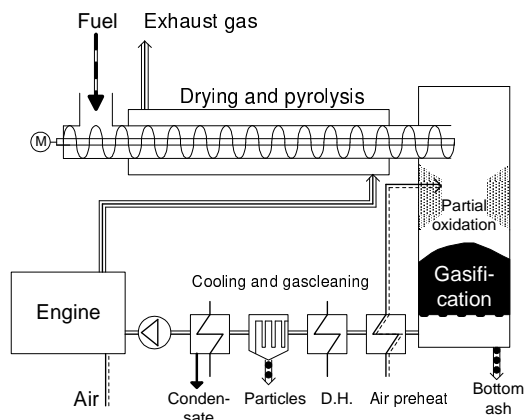 Fuel
Exhaust gas
Drying and pyrolysis
M
Partial
oxidation
Gasifi-
cation
Cooling and gascleaning
Engine
Air
Conden-
sate
Particles
D.H.
Air preheat
Bottom
ash